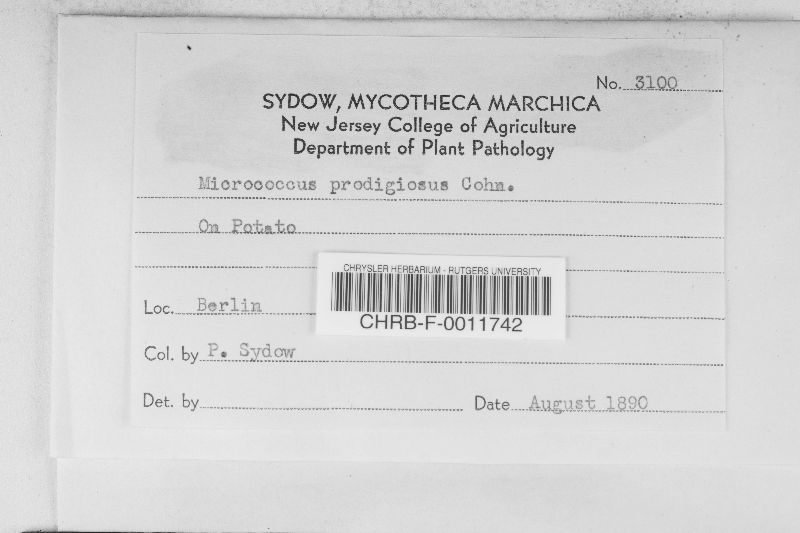 No. 3100
SYDOW, MYCOTHECA MARCHICA
New Jersey College of Agriculture
Department of Plant Pathology
Micrococcus prodigiosus Cohn.
On Potato
CHRYSLER HERBARIUM - RUTGERS UNIVERSITY
CHRB-F-0011742
Loc. Berlin
Col. by P. Sydow
Det. by
Date August 1890